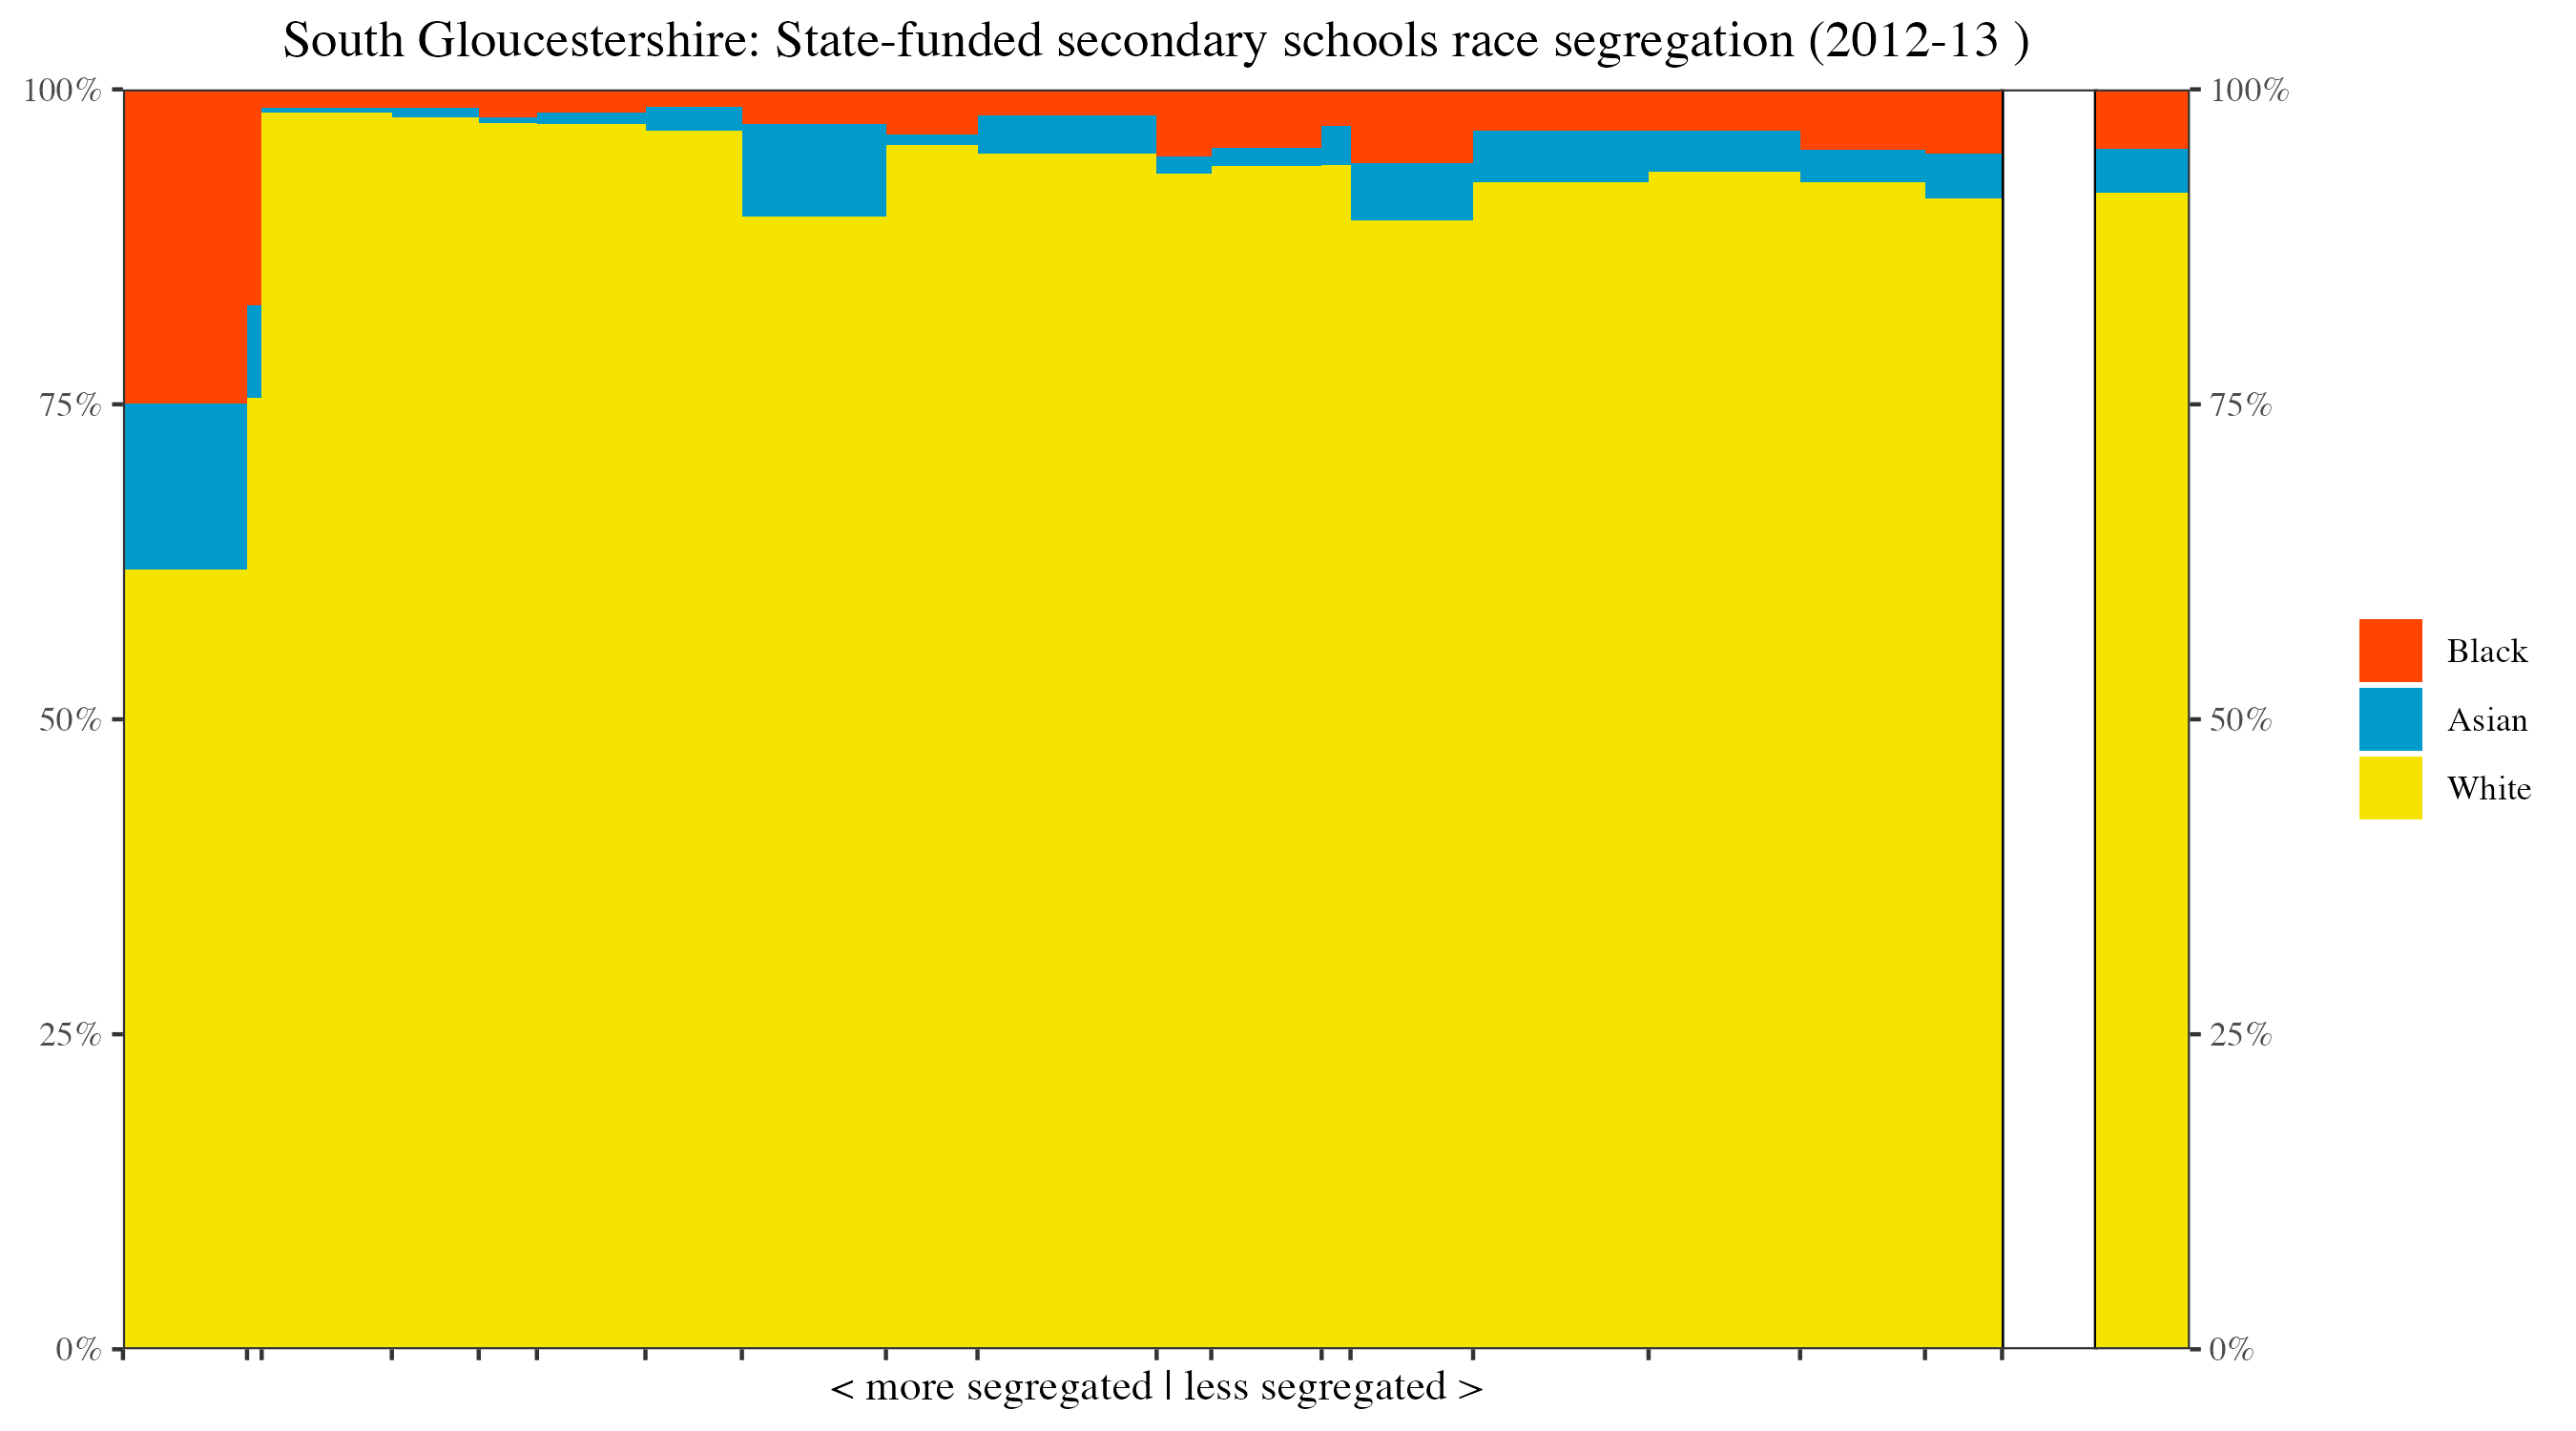 South Gloucestershire: State-funded secondary schools race segregation (2012-13 )
100%
75%
50%
25%
0%
100%
75%
50%
25%
0%
Black
Asian
White
< more segregated | less segregated >